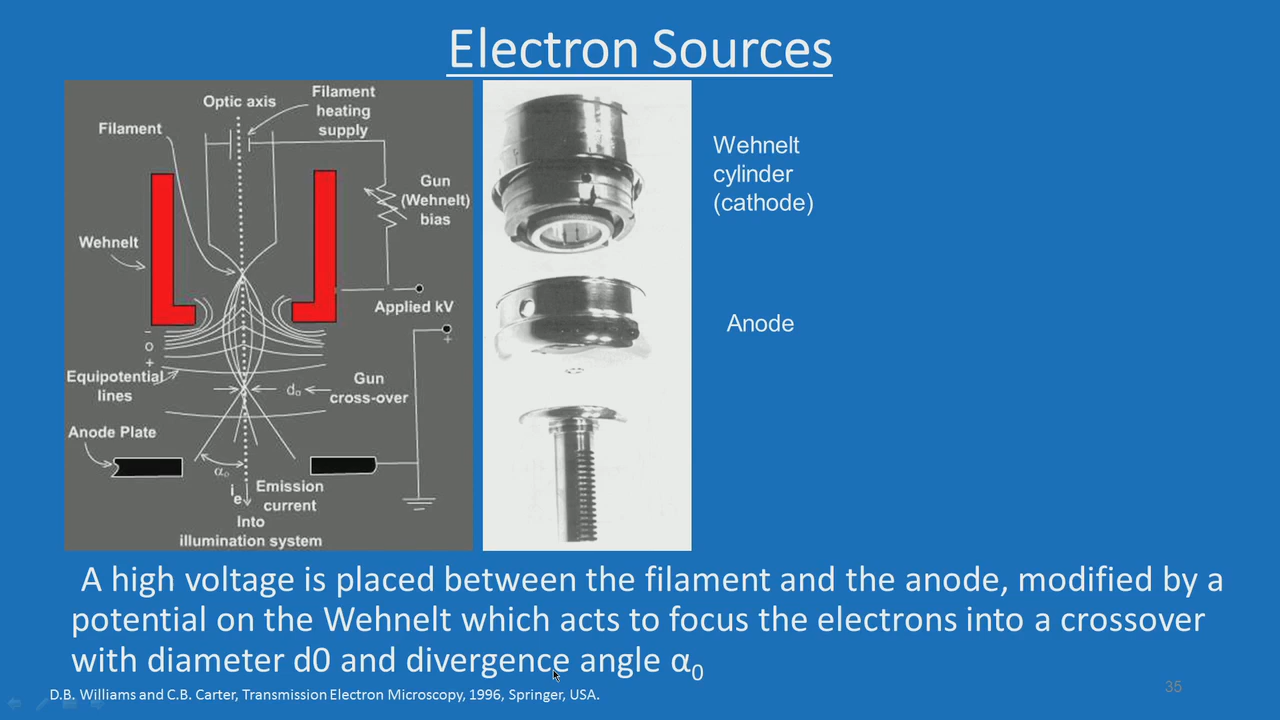 Electron Sources
Optic axis
Filament
heating
supply
Filament
Gun
(Wehnelt)
bias
Wehnelt
Applied kV
-
o
+
+
Equipotential
lines
d₀
Gun
cross-over
Anode Plate
α₀
ie
Emission
current
Into
illumination system
Wehnelt
cylinder
(cathode)
Anode
A high voltage is placed between the filament and the anode, modified by a
potential on the Wehnelt which acts to focus the electrons into a crossover
with diameter d0 and divergence angle α₀
D.B. Williams and C.B. Carter, Transmission Electron Microscopy, 1996, Springer, USA.
35